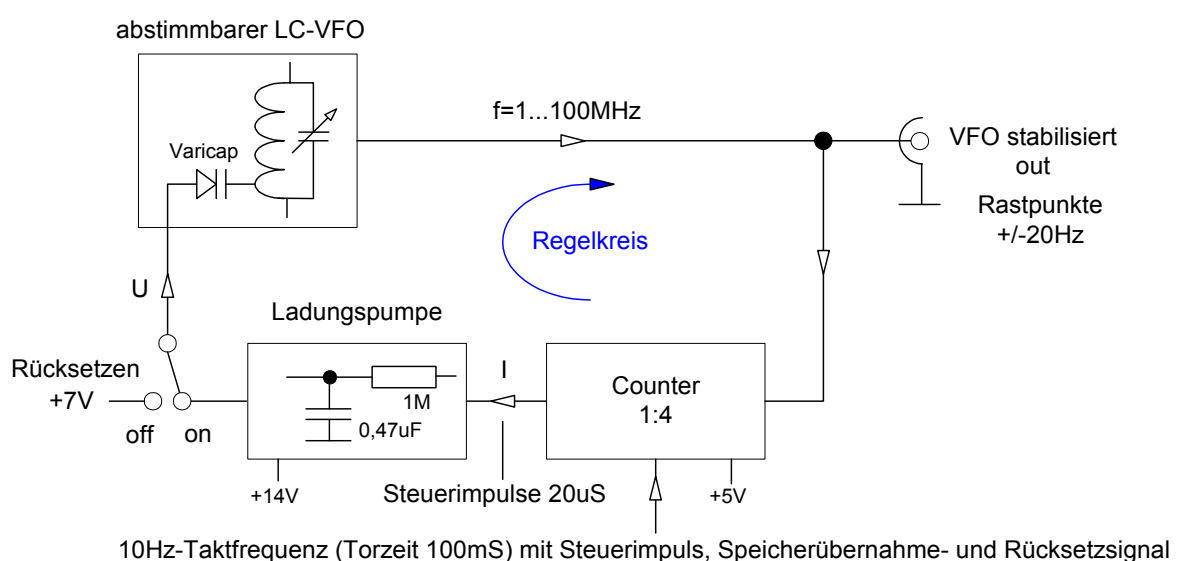 abstimmbarer LC-VFO
f=1...100MHz
Varicap
VFO stabilisiert
out
Rastpunkte
+/-20Hz
Regelkreis
U
Ladungspumpe
Rücksetzen
+7V
off
on
1M
0,47uF
+14V
I
Steuerimpulse 20uS
Counter
1:4
+5V
10Hz-Taktfrequenz (Torzeit 100mS) mit Steuerimpuls, Speicherübernahme- und Rücksetzsignal